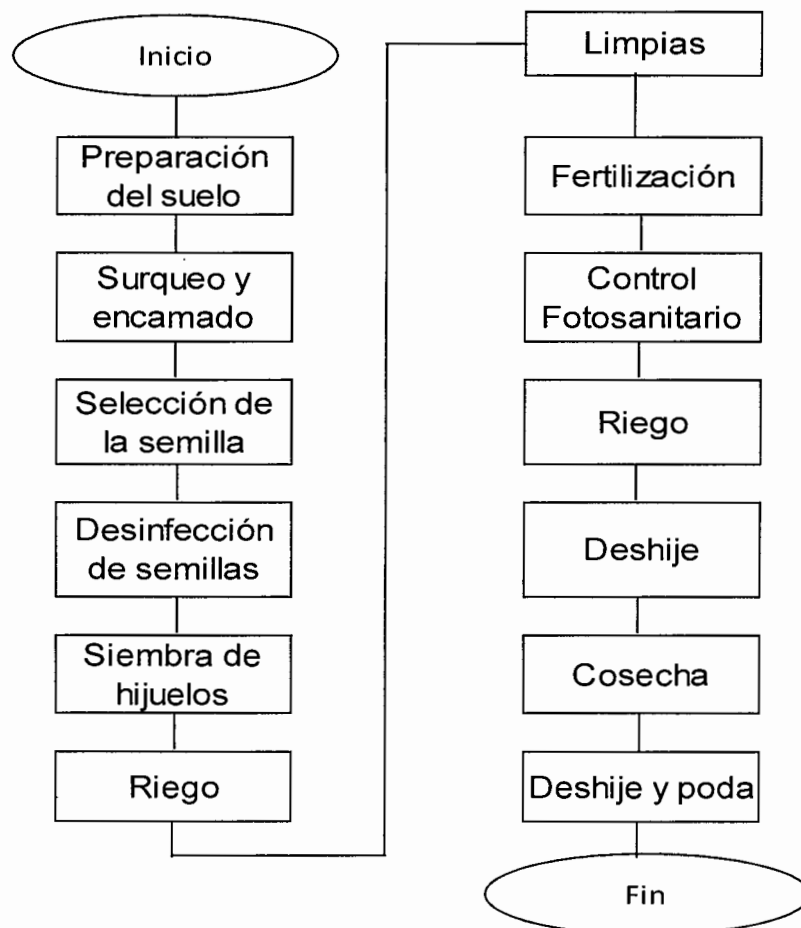 Inicio
Preparación
del suelo
Surqueo y
encamado
Selección de
la semilla
Desinfección
de semillas
Siembra de
hijuelos
Riego
Limpias
Fertilización
Control
Fotosanitario
Riego
Deshije
Cosecha
Deshije y poda
Fin